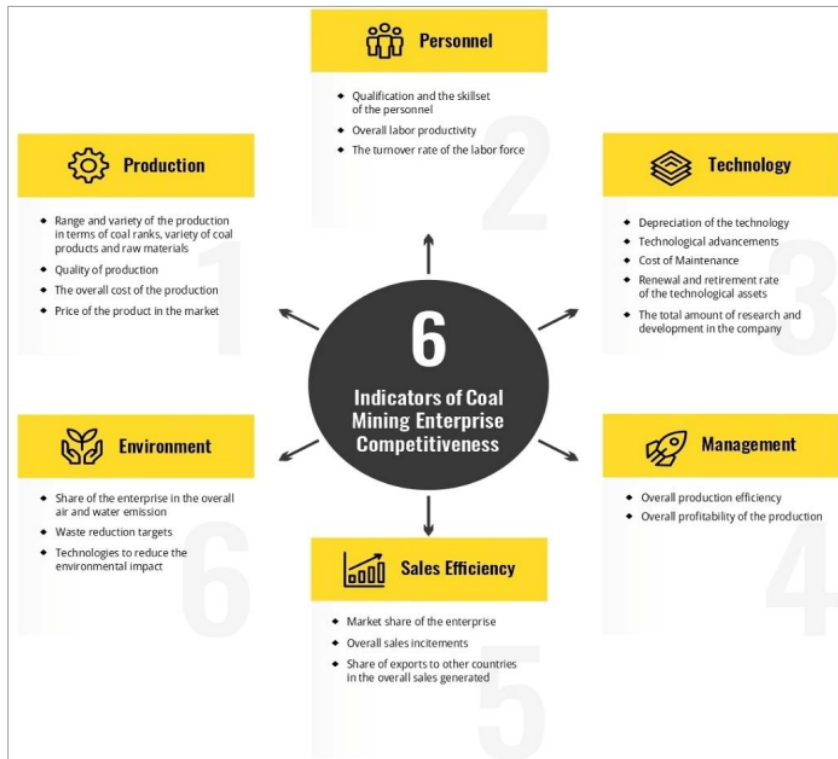 6
Indicators of Coal
Mining Enterprise
Competitiveness
1
Production
Range and variety of the production
in terms of coal ranks, variety of coal
products and raw materials
Quality of production
The overall cost of the production
Price of the product in the market
2
Personnel
Qualification and the skillset
of the personnel
Overall labor productivity
The turnover rate of the labor force
3
Technology
Depreciation of the technology
Technological advancements
Cost of Maintenance
Renewal and retirement rate
of the technological assets
The total amount of research and
development in the company
4
Management
Overall production efficiency
Overall profitability of the production
5
Sales Efficiency
Market share of the enterprise
Overall sales incitements
Share of exports to other countries
in the overall sales generated
6
Environment
Share of the enterprise in the overall
air and water emission
Waste reduction targets
Technologies to reduce the
environmental impact